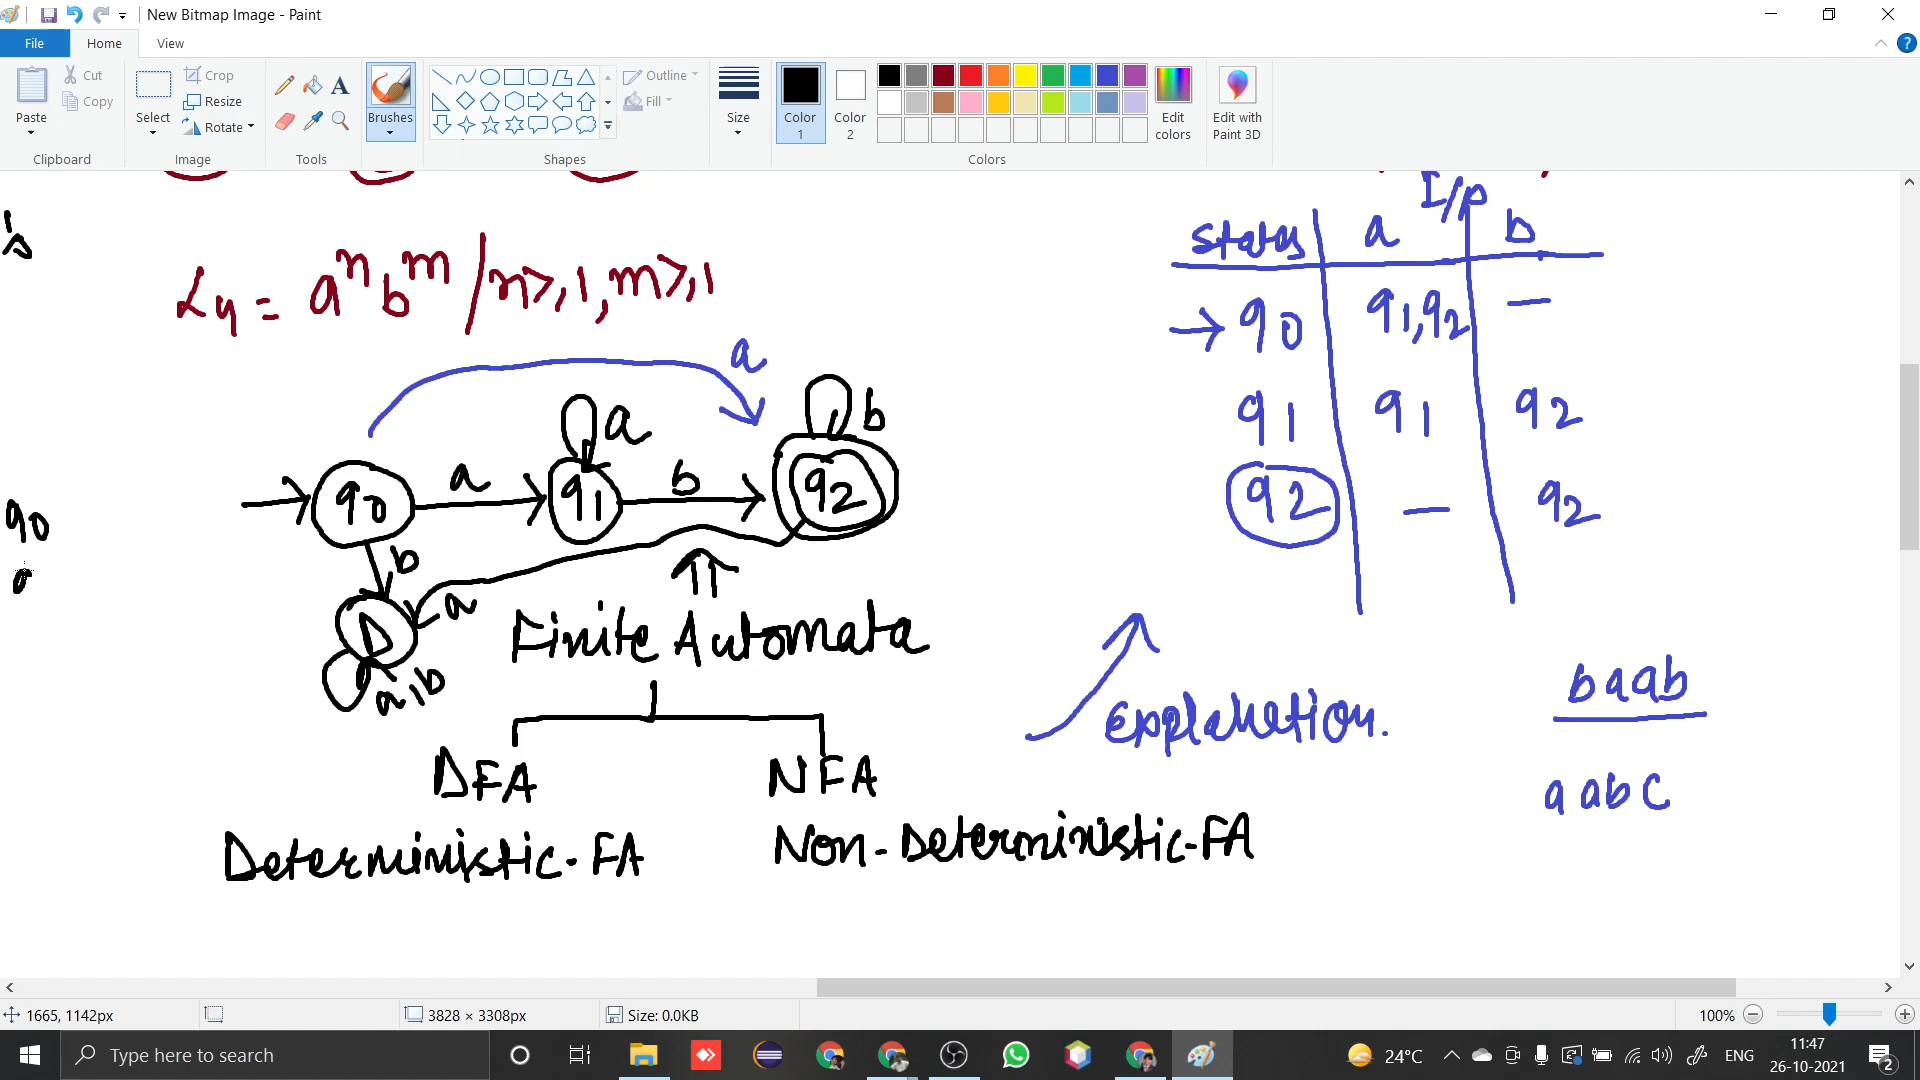 New Bitmap Image - Paint
File Home View
Cut
Copy
Paste
Clipboard
Select
Crop
Resize
Rotate
Image
Tools
Brushes
Outline
Fill
Shapes
Size
Color 1
Color 2
Colors
Edit colors
Edit with Paint 3D
I/p
states a b
→ q0 q1,q2 —
q1 q1 q2
q2 — q2
L4 = a^n b^m / n>,1, m>,1
a
a
b
q0 a q1 b q2
q0
b
a
D
a,b
Finite Automata
DFA NFA
Deterministic-FA Non-Deterministic-FA
Explanation.
baab
aabc
1665, 1142px
3828 × 3308px
Size: 0.0KB
100%
Type here to search
24°C
ENG
11:47
26-10-2021
2